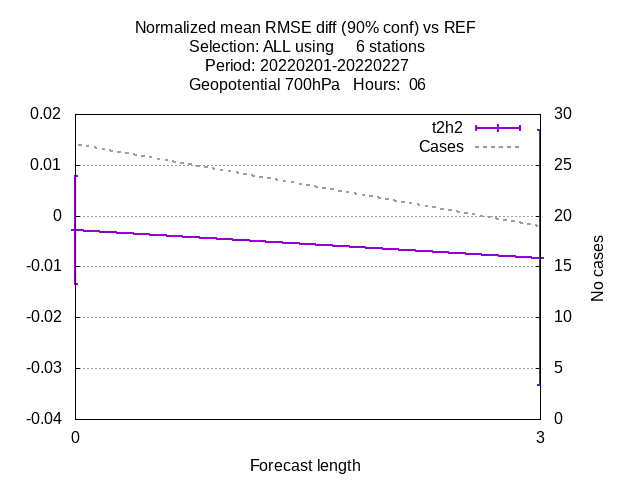 Normalized mean RMSE diff (90% conf) vs REF
Selection: ALL using     6 stations
Period: 20220201-20220227
Geopotential 700hPa   Hours:  06
0.02
0.01
0
-0.01
-0.02
-0.03
-0.04
t2h2
Cases
30
25
20
15
10
5
0
No cases
0
3
Forecast length